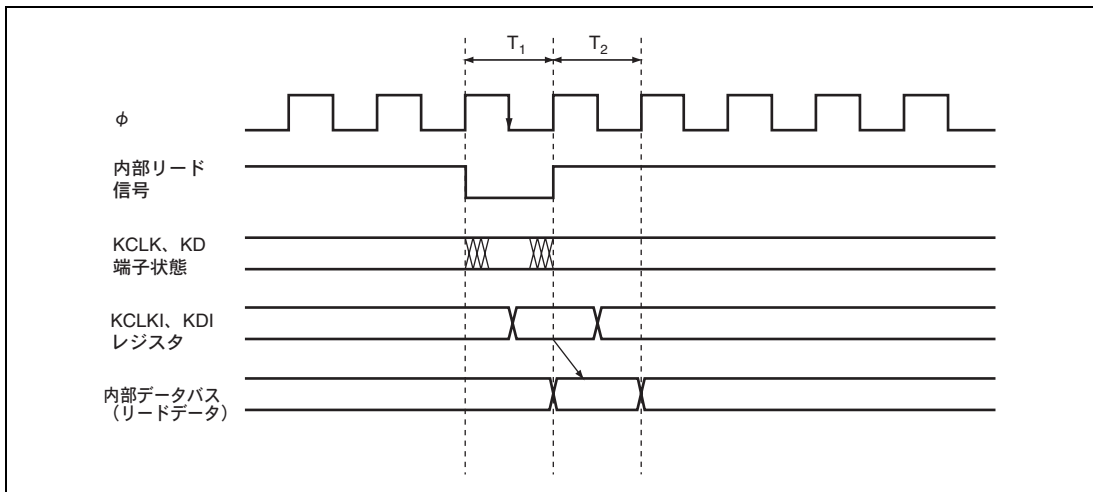 T1 T2
φ
内部リード
信号
KCLK、KD
端子状態
KCLKI、KDI
レジスタ
内部データバス
（リードデータ）